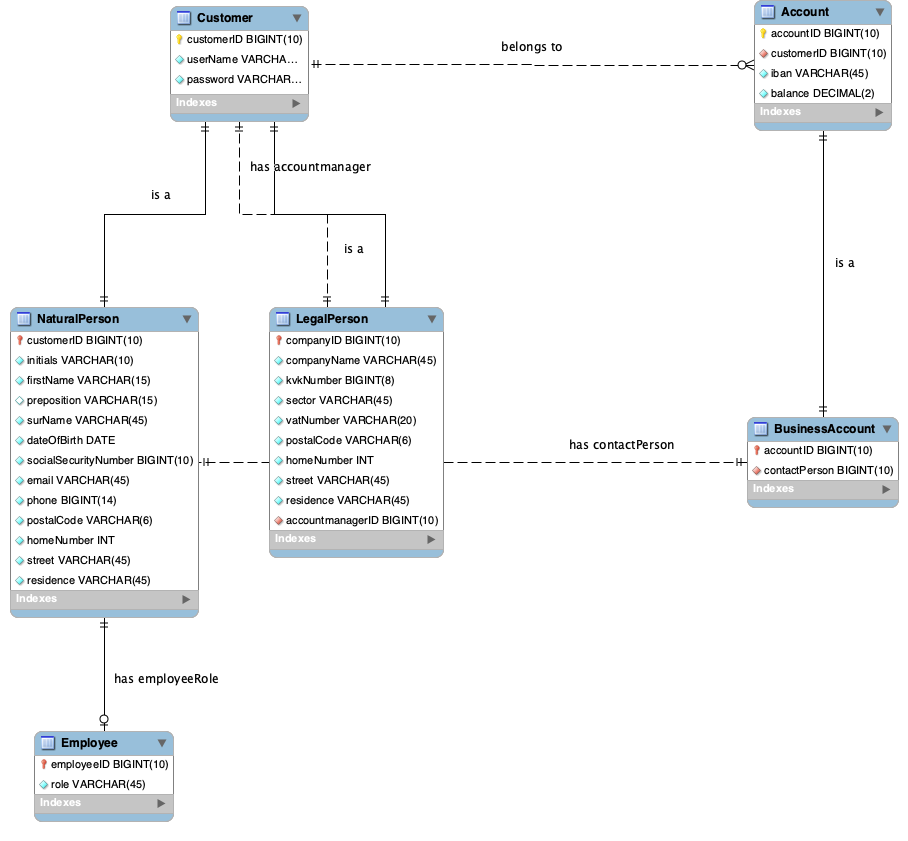 Customer
customerID BIGINT(10)
userName VARCHA...
password VARCHAR...
Indexes
belongs to
Account
accountID BIGINT(10)
customerID BIGINT(10)
iban VARCHAR(45)
balance DECIMAL(2)
Indexes
has accountmanager
is a
is a
is a
NaturalPerson
customerID BIGINT(10)
initials VARCHAR(10)
firstName VARCHAR(15)
preposition VARCHAR(15)
surName VARCHAR(45)
dateOfBirth DATE
socialSecurityNumber BIGINT(10)
email VARCHAR(45)
phone BIGINT(14)
postalCode VARCHAR(6)
homeNumber INT
street VARCHAR(45)
residence VARCHAR(45)
Indexes
LegalPerson
companyID BIGINT(10)
companyName VARCHAR(45)
kvkNumber BIGINT(8)
sector VARCHAR(45)
vatNumber VARCHAR(20)
postalCode VARCHAR(6)
homeNumber INT
street VARCHAR(45)
residence VARCHAR(45)
accountmanagerID BIGINT(10)
Indexes
has contactPerson
BusinessAccount
accountID BIGINT(10)
contactPerson BIGINT(10)
Indexes
has employeeRole
Employee
employeeID BIGINT(10)
role VARCHAR(45)
Indexes